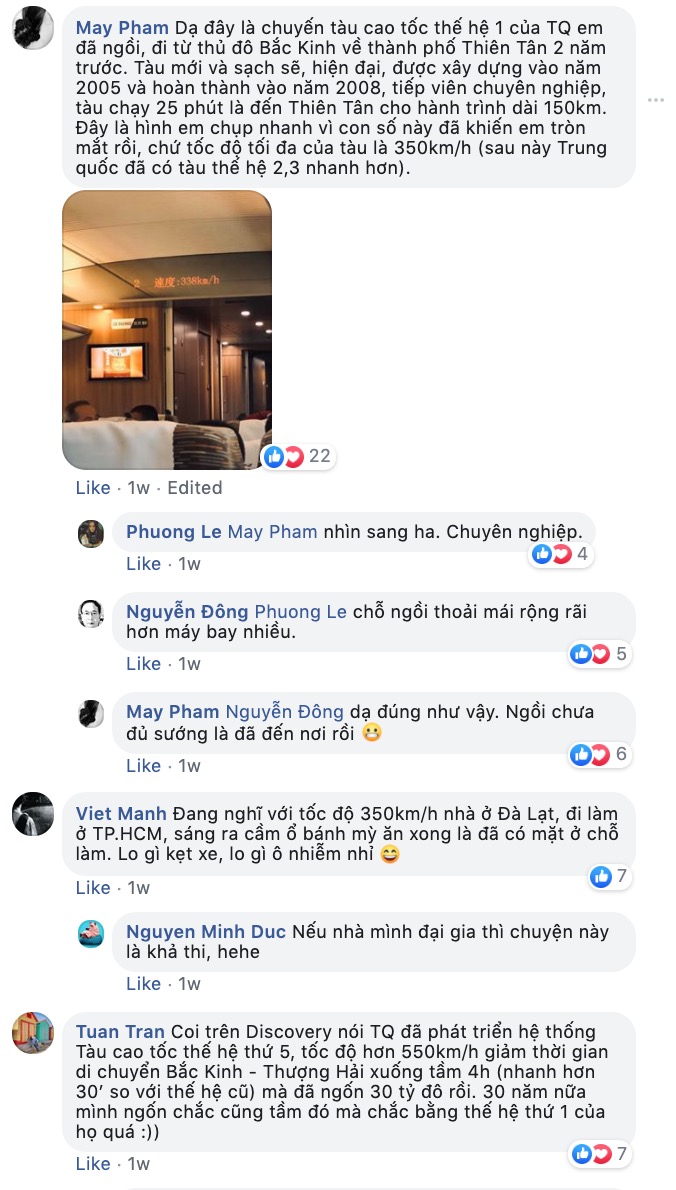 May Pham Dạ đây là chuyến tàu cao tốc thế hệ 1 của TQ em
đã ngồi, đi từ thủ đô Bắc Kinh về thành phố Thiên Tân 2 năm
trước. Tàu mới và sạch sẽ, hiện đại, được xây dựng vào năm
2005 và hoàn thành vào năm 2008, tiếp viên chuyên nghiệp,
tàu chạy 25 phút là đến Thiên Tân cho hành trình dài 150km.
Đây là hình em chụp nhanh vì con số này đã khiến em tròn
mắt rồi, chứ tốc độ tối đa của tàu là 350km/h (sau này Trung
quốc đã có tàu thế hệ 2,3 nhanh hơn).
2 速度:338km/h
22
Like · 1w · Edited
Phuong Le May Pham nhìn sang ha. Chuyên nghiệp.
4
Like · 1w
Nguyễn Đông Phuong Le chỗ ngồi thoải mái rộng rãi
hơn máy bay nhiều.
5
Like · 1w
May Pham Nguyễn Đông dạ đúng như vậy. Ngồi chưa
đủ sướng là đã đến nơi rồi 😬
6
Like · 1w
Viet Manh Đang nghĩ với tốc độ 350km/h nhà ở Đà Lạt, đi làm
ở TP.HCM, sáng ra cầm ổ bánh mỳ ăn xong là đã có mặt ở chỗ
làm. Lo gì kẹt xe, lo gì ô nhiễm nhỉ 😄
7
Like · 1w
Nguyen Minh Duc Nếu nhà mình đại gia thì chuyện này
là khả thi, hehe
Like · 1w
Tuan Tran Coi trên Discovery nói TQ đã phát triển hệ thống
Tàu cao tốc thế hệ thứ 5, tốc độ hơn 550km/h giảm thời gian
di chuyển Bắc Kinh - Thượng Hải xuống tầm 4h (nhanh hơn
30’ so với thế hệ cũ) mà đã ngốn 30 tỷ đô rồi. 30 năm nữa
mình ngốn chắc cũng tầm đó mà chắc bằng thế hệ thứ 1 của
họ quá :))
7
Like · 1w